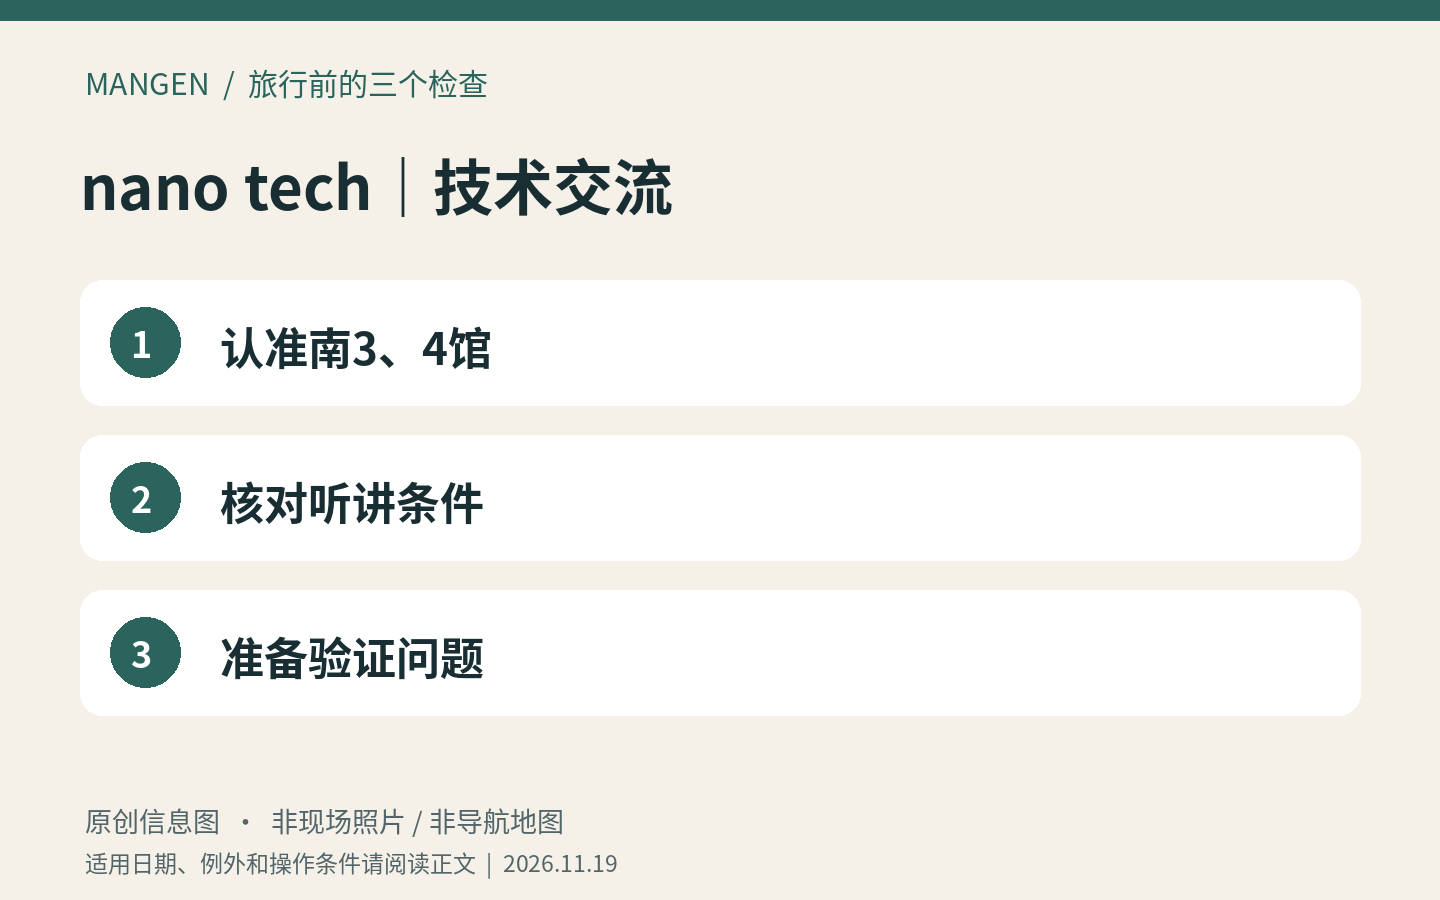 MANGEN / 旅行前的三个检查
nano tech｜技术交流
1 认准南3、4馆
2 核对听讲条件
3 准备验证问题
原创信息图 · 非现场照片 / 非导航地图
适用日期、例外和操作条件请阅读正文 | 2026.11.19